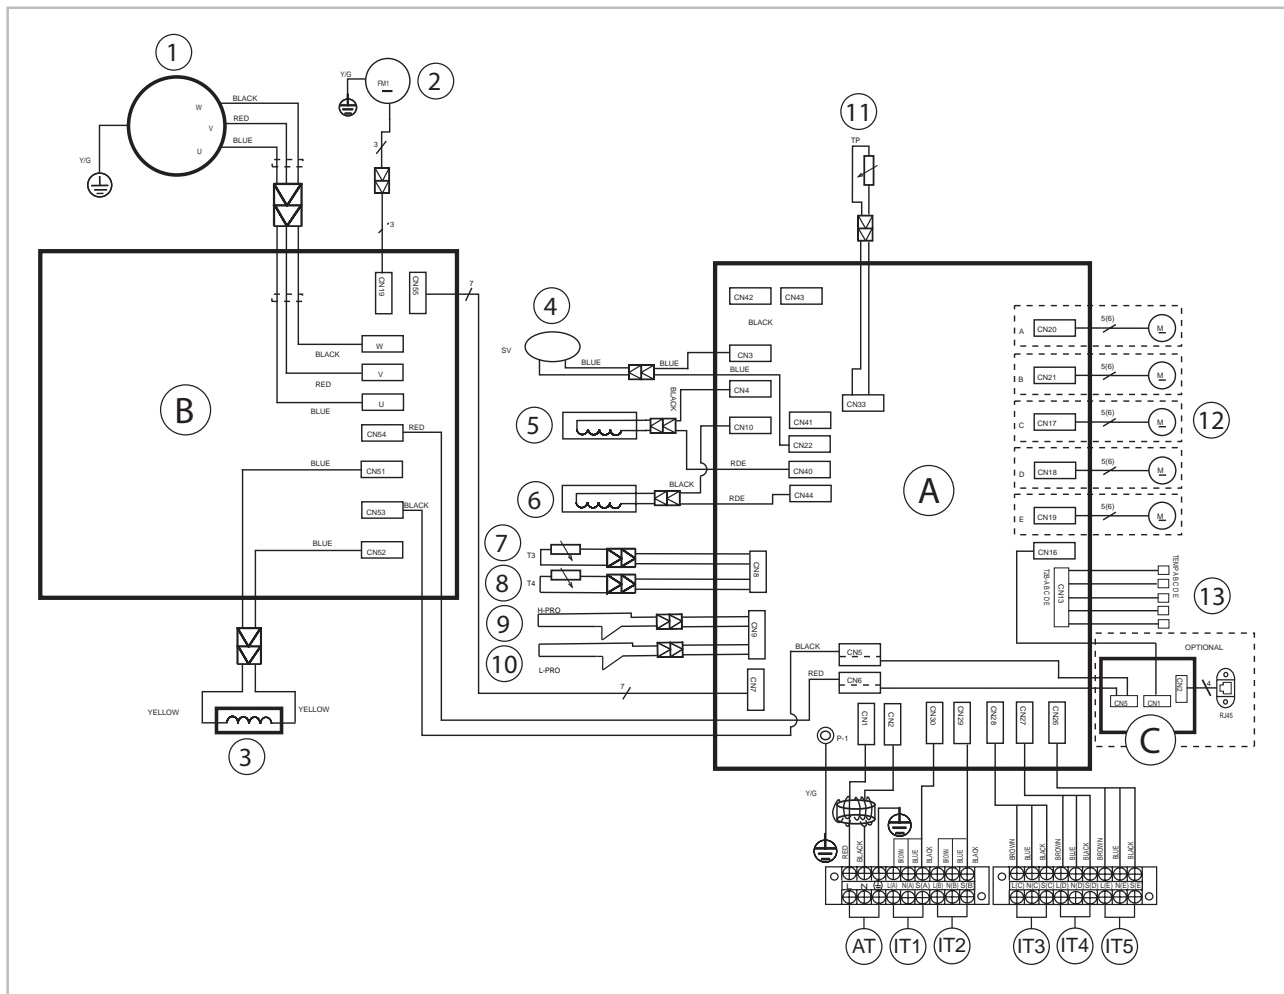 1
2
3
4
5
6
7
8
9
10
11
12
13
A
B
C
W
V
U
BLACK
RED
BLUE
Y/G
Y/G
FM1
3
3
CN19
CN55
7
W
V
U
BLACK
RED
BLUE
CN54
RED
CN51
BLUE
CN53
BLACK
CN52
BLUE
YELLOW
YELLOW
SV
BLUE
BLUE
BLUE
BLACK
RDE
BLACK
RDE
T3
T4
H-PRO
L-PRO
7
TP
CN42
CN43
BLACK
CN3
CN4
CN10
CN41
CN22
CN40
CN44
CN33
CN8
CN9
CN7
BLACK
RED
CN5
CN6
A
CN20
5(6)
M
B
CN21
5(6)
M
C
CN17
5(6)
M
D
CN18
5(6)
M
E
CN19
5(6)
M
CN16
T2B-A B C D E
CN13
TEMP A B C D E
OPTIONAL
CN5
CN1
CN2
4
RJ45
P-1
Y/G
CN1
CN2
CN30
CN29
CN28
CN27
CN26
RED
BLACK
BROWN
BLUE
BLACK
BROWN
BLUE
BLACK
BROWN
BLUE
BLACK
BROWN
BLUE
BLACK
BROWN
BLUE
BLACK
L
N
L(A)
N(A)
S(A)
L(B)
N(B)
S(B)
L(C)
N(C)
S(C)
L(D)
N(D)
S(D)
L(E)
N(E)
S(E)
AT
IT1
IT2
IT3
IT4
IT5